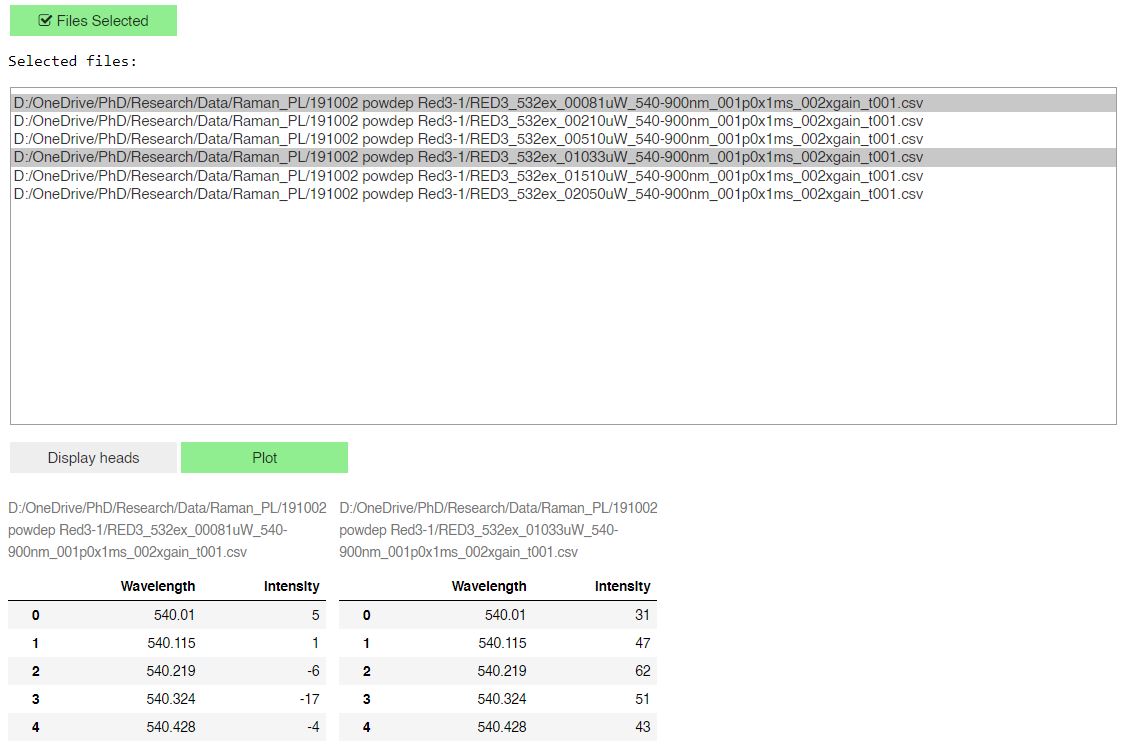 Files Selected
Selected files:
D:/OneDrive/PhD/Research/Data/Raman_PL/191002 powdep Red3-1/RED3_532ex_00081uW_540-900nm_001p0x1ms_002xgain_t001.csv
D:/OneDrive/PhD/Research/Data/Raman_PL/191002 powdep Red3-1/RED3_532ex_00210uW_540-900nm_001p0x1ms_002xgain_t001.csv
D:/OneDrive/PhD/Research/Data/Raman_PL/191002 powdep Red3-1/RED3_532ex_00510uW_540-900nm_001p0x1ms_002xgain_t001.csv
D:/OneDrive/PhD/Research/Data/Raman_PL/191002 powdep Red3-1/RED3_532ex_01033uW_540-900nm_001p0x1ms_002xgain_t001.csv
D:/OneDrive/PhD/Research/Data/Raman_PL/191002 powdep Red3-1/RED3_532ex_01510uW_540-900nm_001p0x1ms_002xgain_t001.csv
D:/OneDrive/PhD/Research/Data/Raman_PL/191002 powdep Red3-1/RED3_532ex_02050uW_540-900nm_001p0x1ms_002xgain_t001.csv
Display heads Plot
D:/OneDrive/PhD/Research/Data/Raman_PL/191002
powdep Red3-1/RED3_532ex_00081uW_540-
900nm_001p0x1ms_002xgain_t001.csv
Wavelength Intensity
0 540.01 5
1 540.115 1
2 540.219 -6
3 540.324 -17
4 540.428 -4
D:/OneDrive/PhD/Research/Data/Raman_PL/191002
powdep Red3-1/RED3_532ex_01033uW_540-
900nm_001p0x1ms_002xgain_t001.csv
Wavelength Intensity
0 540.01 31
1 540.115 47
2 540.219 62
3 540.324 51
4 540.428 43